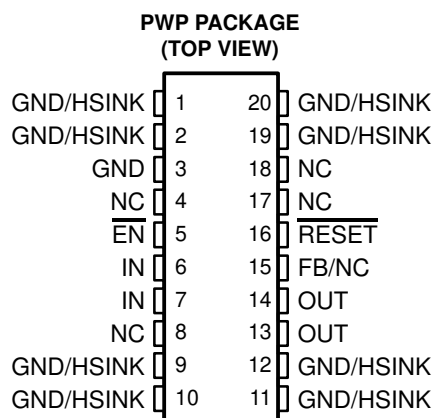 PWP PACKAGE
(TOP VIEW)
GND/HSINK 1 20 GND/HSINK
GND/HSINK 2 19 GND/HSINK
GND 3 18 NC
NC 4 17 NC
E̅N̅ 5 16 R̅E̅S̅E̅T̅
IN 6 15 FB/NC
IN 7 14 OUT
NC 8 13 OUT
GND/HSINK 9 12 GND/HSINK
GND/HSINK 10 11 GND/HSINK